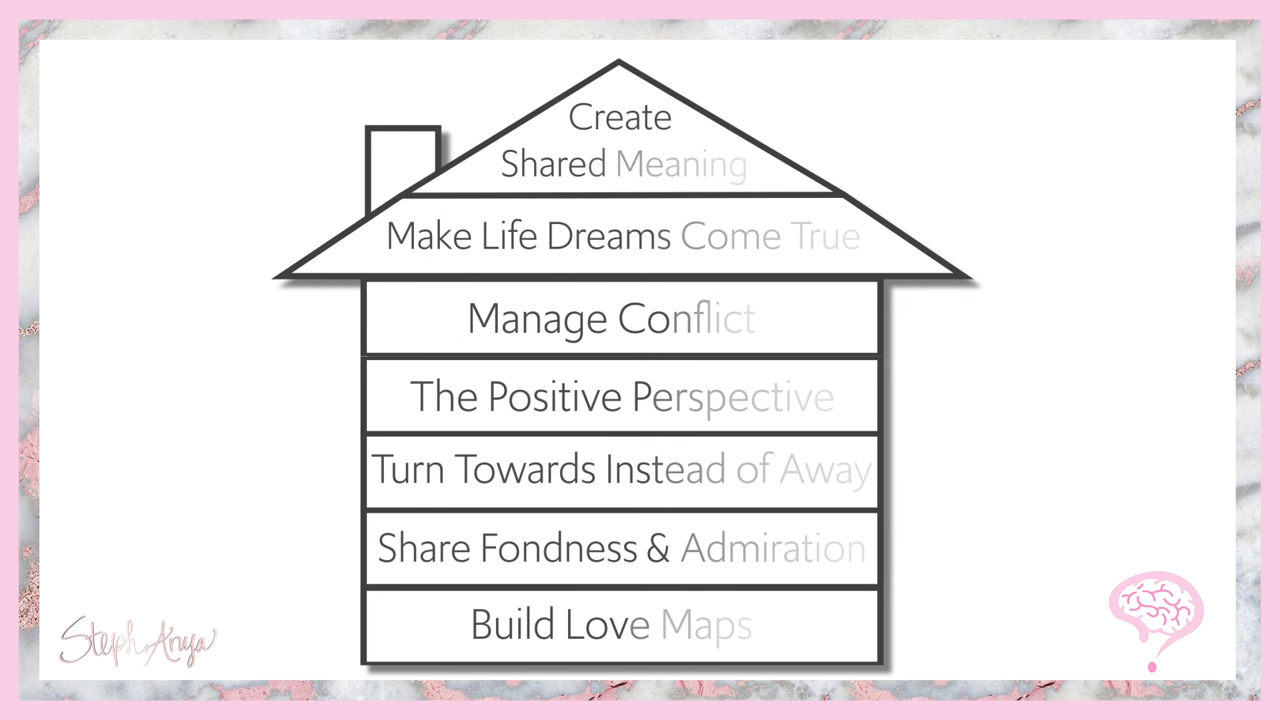 Create
Shared Meaning
Make Life Dreams Come True
Manage Conflict
The Positive Perspective
Turn Towards Instead of Away
Share Fondness & Admiration
Build Love Maps
Steph Anya